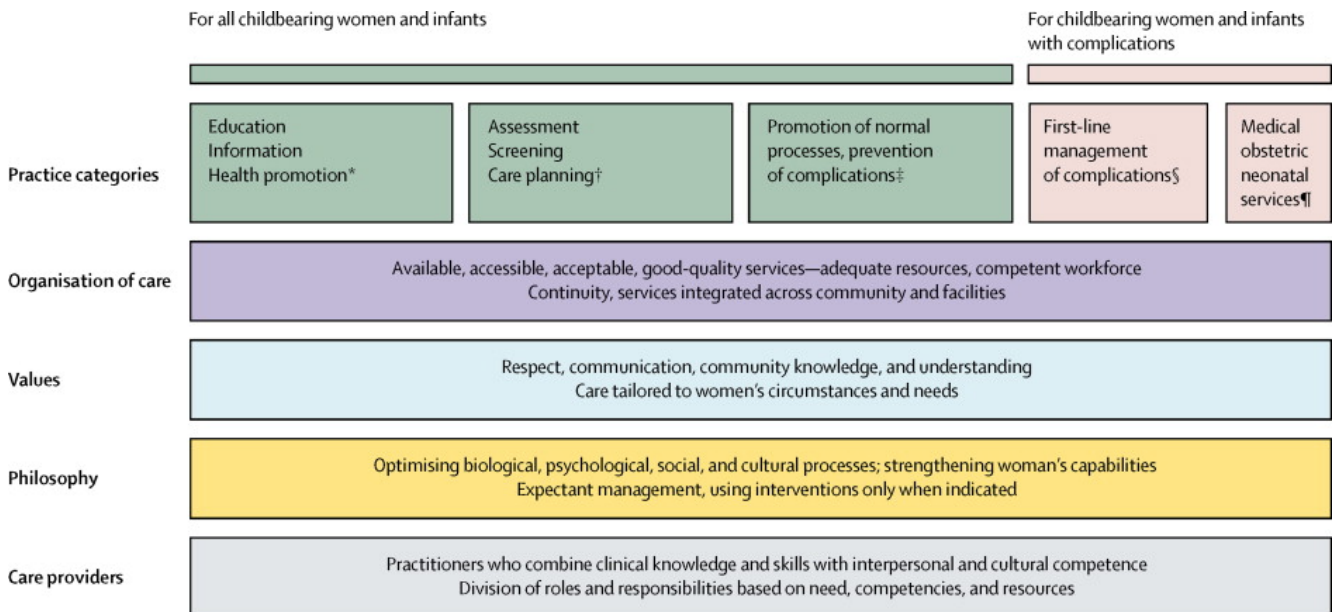 For all childbearing women and infants
For childbearing women and infants
with complications
Practice categories
Education
Information
Health promotion*
Assessment
Screening
Care planning†
Promotion of normal
processes, prevention
of complications‡
First-line
management
of complications§
Medical
obstetric
neonatal
services¶
Organisation of care
Available, accessible, acceptable, good-quality services—adequate resources, competent workforce
Continuity, services integrated across community and facilities
Values
Respect, communication, community knowledge, and understanding
Care tailored to women's circumstances and needs
Philosophy
Optimising biological, psychological, social, and cultural processes; strengthening woman's capabilities
Expectant management, using interventions only when indicated
Care providers
Practitioners who combine clinical knowledge and skills with interpersonal and cultural competence
Division of roles and responsibilities based on need, competencies, and resources